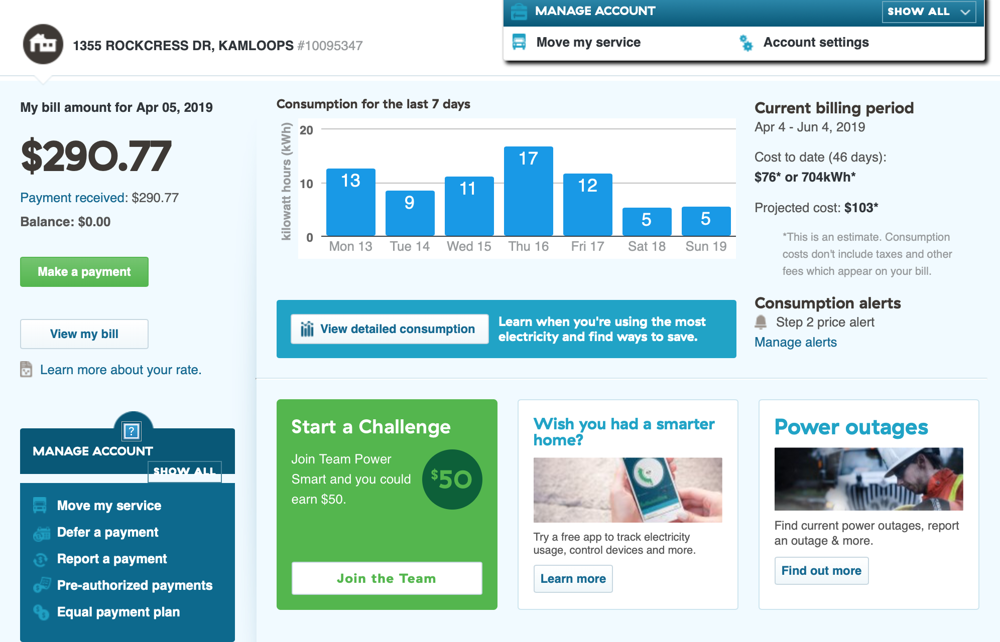 MANAGE ACCOUNT
SHOW ALL
Move my service
Account settings
1355 ROCKCRESS DR, KAMLOOPS #10095347
My bill amount for Apr 05, 2019
$290.77
Payment received: $290.77
Balance: $0.00
Make a payment
View my bill
Learn more about your rate.
?
MANAGE ACCOUNT
SHOW ALL
Move my service
Defer a payment
Report a payment
Pre-authorized payments
Equal payment plan
Consumption for the last 7 days
kilowatt hours (kWh)
20
10
0
13
9
11
17
12
5
5
Mon 13
Tue 14
Wed 15
Thu 16
Fri 17
Sat 18
Sun 19
View detailed consumption
Learn when you're using the most
electricity and find ways to save.
Current billing period
Apr 4 - Jun 4, 2019
Cost to date (46 days):
$76* or 704kWh*
Projected cost: $103*
*This is an estimate. Consumption
costs don't include taxes and other
fees which appear on your bill.
Consumption alerts
Step 2 price alert
Manage alerts
Start a Challenge
Join Team Power
Smart and you could
earn $50.
$50
Join the Team
Wish you had a smarter
home?
Try a free app to track electricity
usage, control devices and more.
Learn more
Power outages
Find current power outages, report
an outage & more.
Find out more